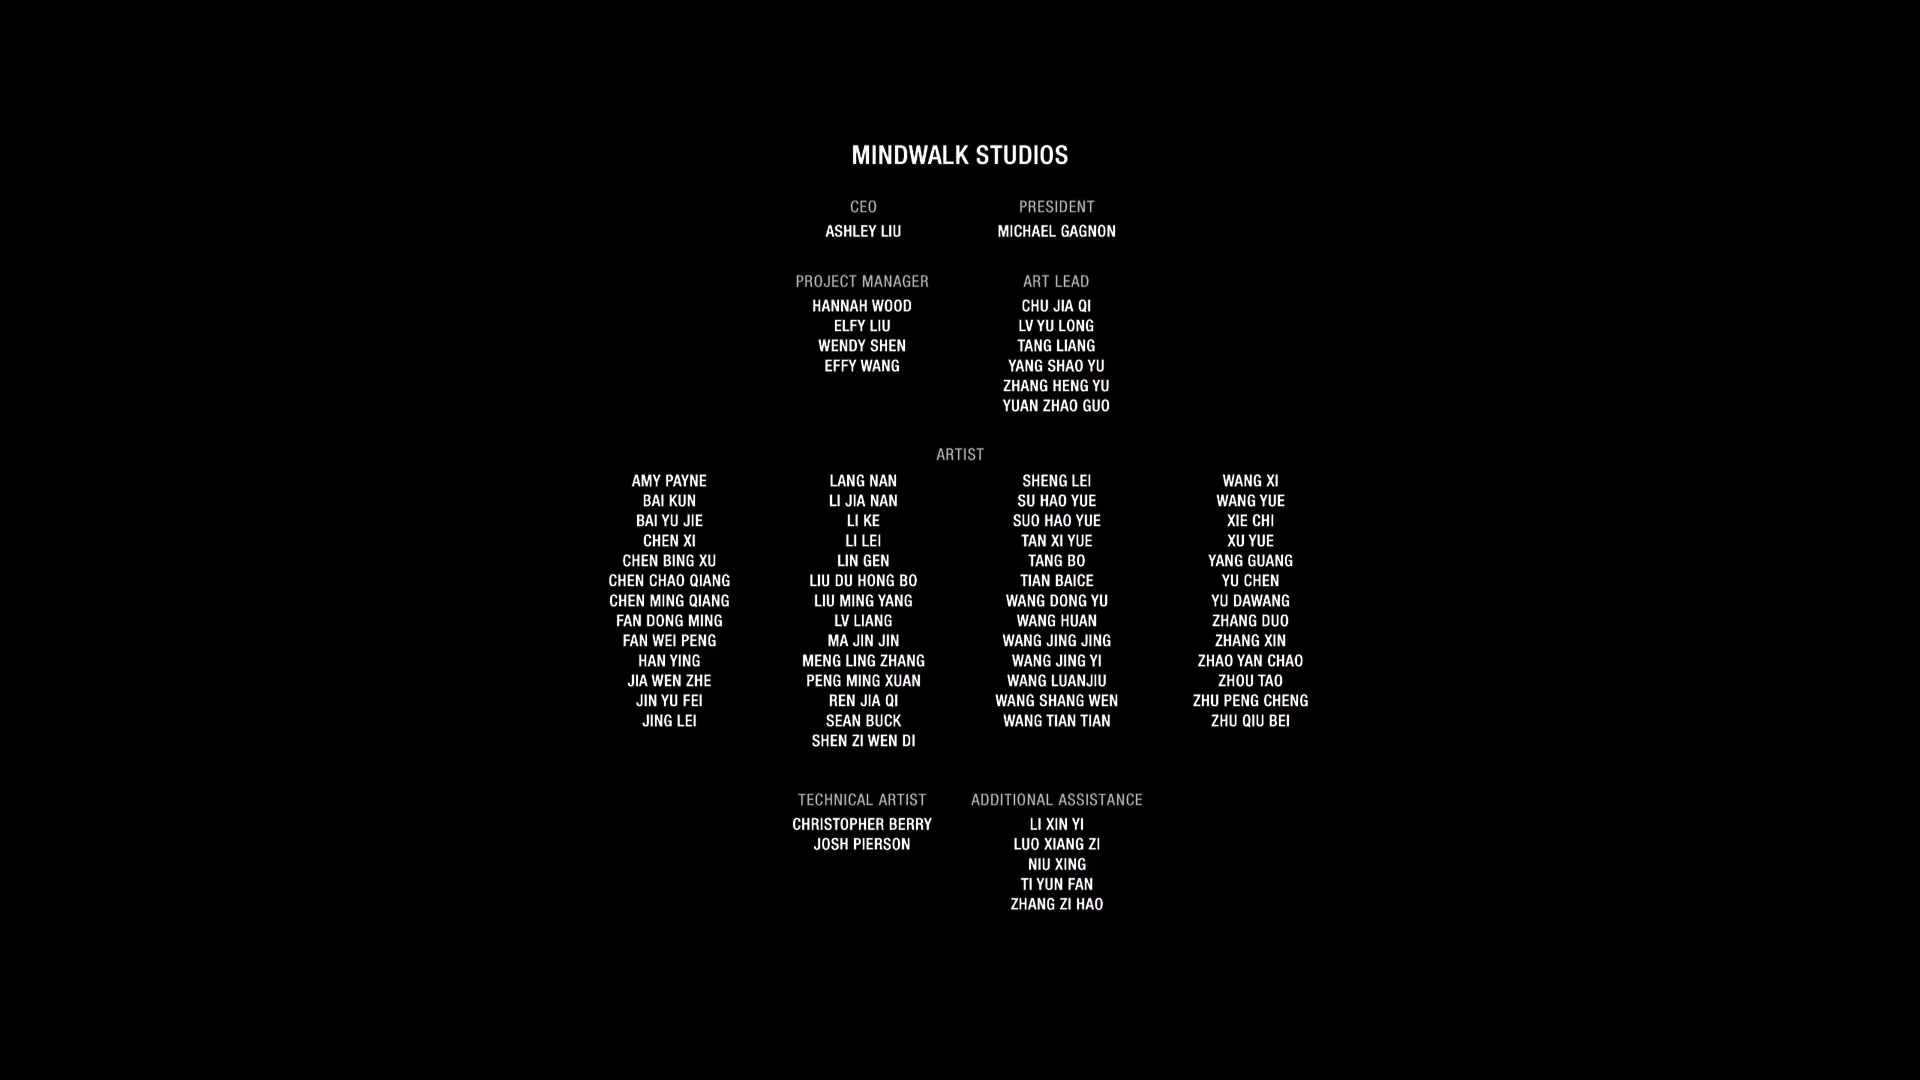 MINDWALK STUDIOS
CEO
ASHLEY LIU
PRESIDENT
MICHAEL GAGNON
PROJECT MANAGER
HANNAH WOOD
ELFY LIU
WENDY SHEN
EFFY WANG
ART LEAD
CHU JIA QI
LV YU LONG
TANG LIANG
YANG SHAO YU
ZHANG HENG YU
YUAN ZHAO GUO
ARTIST
AMY PAYNE
BAI KUN
BAI YU JIE
CHEN XI
CHEN BING XU
CHEN CHAO QIANG
CHEN MING QIANG
FAN DONG MING
FAN WEI PENG
HAN YING
JIA WEN ZHE
JIN YU FEI
JING LEI
LANG NAN
LI JIA NAN
LI KE
LI LEI
LIN GEN
LIU DU HONG BO
LIU MING YANG
LV LIANG
MA JIN JIN
MENG LING ZHANG
PENG MING XUAN
REN JIA QI
SEAN BUCK
SHEN ZI WEN DI
SHENG LEI
SU HAO YUE
SUO HAO YUE
TAN XI YUE
TANG BO
TIAN BAICE
WANG DONG YU
WANG HUAN
WANG JING JING
WANG JING YI
WANG LUANJIU
WANG SHANG WEN
WANG TIAN TIAN
WANG XI
WANG YUE
XIE CHI
XU YUE
YANG GUANG
YU CHEN
YU DAWANG
ZHANG DUO
ZHANG XIN
ZHAO YAN CHAO
ZHOU TAO
ZHU PENG CHENG
ZHU QIU BEI
TECHNICAL ARTIST
CHRISTOPHER BERRY
JOSH PIERSON
ADDITIONAL ASSISTANCE
LI XIN YI
LUO XIANG ZI
NIU XING
TI YUN FAN
ZHANG ZI HAO